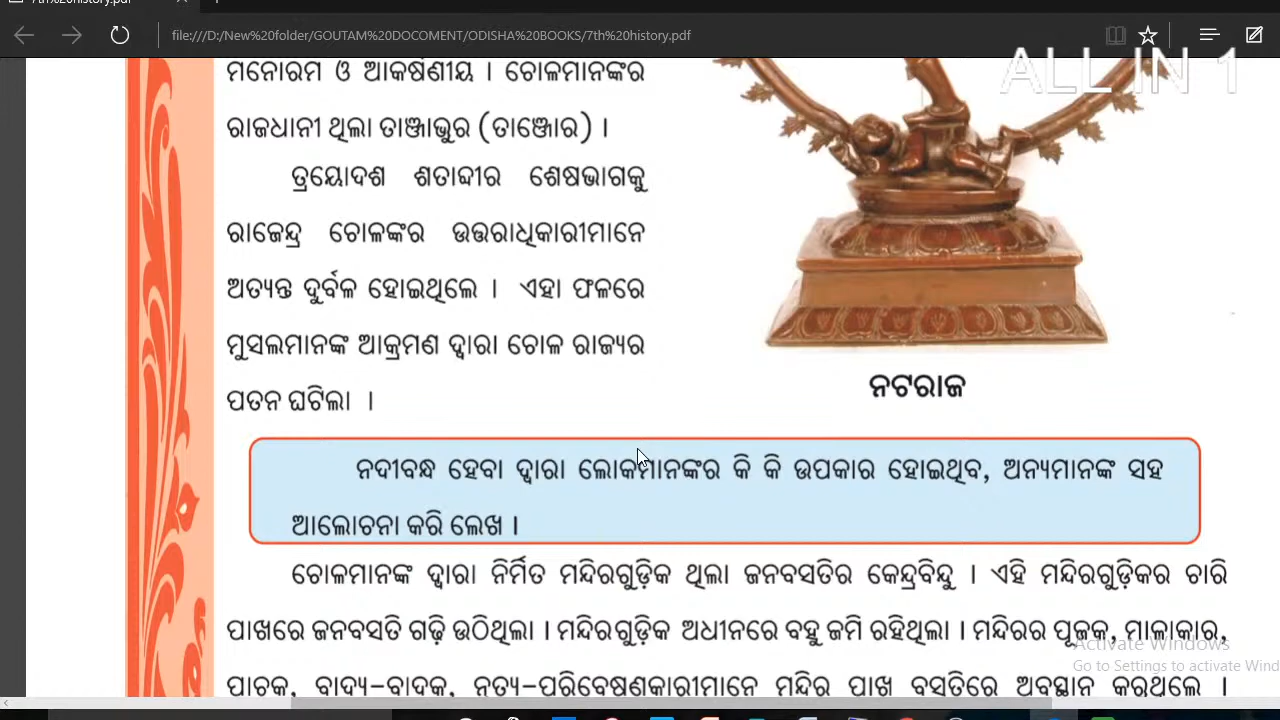 7th%20history.pdf
file:///D:/New%20folder/GOUTAM%20DOCOMENT/ODISHA%20BOOKS/7th%20history.pdf
ALL IN 1
ମନୋରମ ଓ ଆକର୍ଷଣୀୟ । ଚୋଳମାନଙ୍କର
ରାଜଧାନୀ ଥିଲା ତାଞ୍ଜାଭୁର (ତାଞ୍ଜୋର) ।
ତ୍ରୟୋଦଶ ଶତାବ୍ଦୀର ଶେଷଭାଗକୁ
ରାଜେନ୍ଦ୍ର ଚୋଳଙ୍କର ଉତ୍ତରାଧିକାରୀମାନେ
ଅତ୍ୟନ୍ତ ଦୁର୍ବଳ ହୋଇଥିଲେ । ଏହା ଫଳରେ
ମୁସଲମାନଙ୍କ ଆକ୍ରମଣ ଦ୍ୱାରା ଚୋଳ ରାଜ୍ୟର
ପତନ ଘଟିଲା ।
ନଟରାଜ
ନଦୀବନ୍ଧ ହେବା ଦ୍ୱାରା ଲୋକମାନଙ୍କର କି କି ଉପକାର ହୋଇଥିବ, ଅନ୍ୟମାନଙ୍କ ସହ
ଆଲୋଚନା କରି ଲେଖ ।
ଚୋଳମାନଙ୍କ ଦ୍ୱାରା ନିର୍ମିତ ମନ୍ଦିରଗୁଡ଼ିକ ଥିଲା ଜନବସତିର କେନ୍ଦ୍ରବିନ୍ଦୁ । ଏହି ମନ୍ଦିରଗୁଡ଼ିକର ଚାରି
ପାଖରେ ଜନବସତି ଗଢ଼ି ଉଠିଥିଲା । ମନ୍ଦିରଗୁଡ଼ିକ ଅଧୀନରେ ବହୁ ଜମି ରହିଥିଲା । ମନ୍ଦିରର ପୂଜକ, ମାଳାକାର,
ପାଚକ, ବାଦ୍ୟ-ବାଦକ, ନୃତ୍ୟ-ପରିବେଷଣକାରୀମାନେ ମନ୍ଦିର ପାଖ ବସତିରେ ଅବସ୍ଥାନ କରୁଥିଲେ ।
Activate Windows
Go to Settings to activate Wind